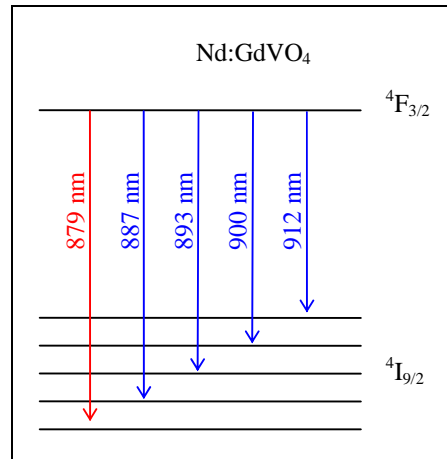 Nd:GdVO₄
⁴F₃/₂
879 nm
887 nm
893 nm
900 nm
912 nm
⁴I₉/₂